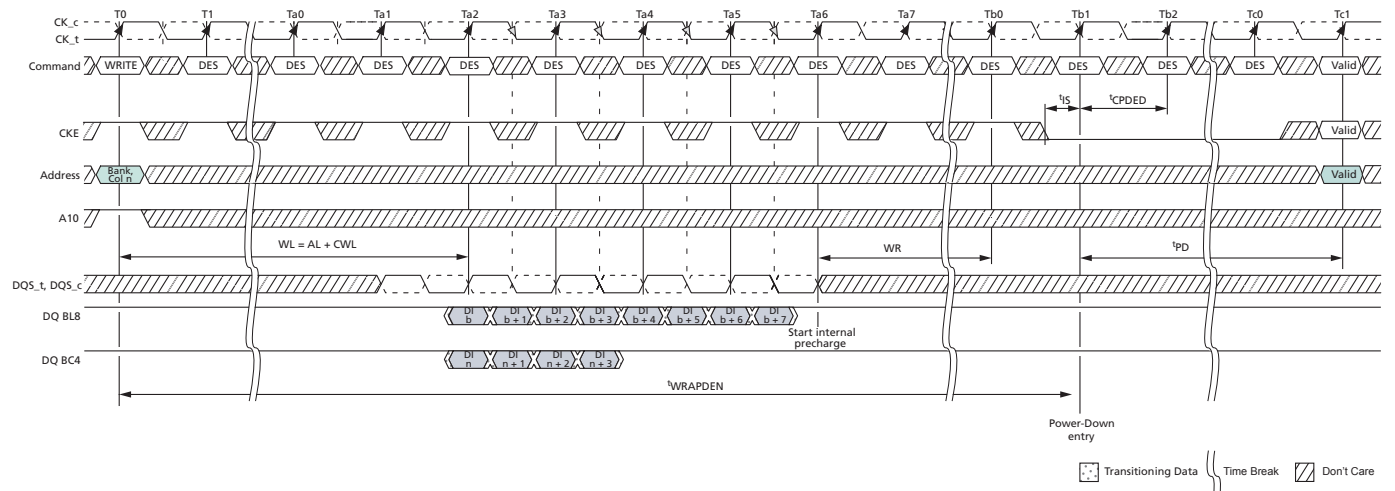 T0 T1 Ta0 Ta1 Ta2 Ta3 Ta4 Ta5 Ta6 Ta7 Tb0 Tb1 Tb2 Tc0 Tc1
CK_c
CK_t
Command WRITE DES DES DES DES DES DES DES DES DES DES DES DES DES Valid
tIS tCPDED
CKE Valid
Address Bank, Col n Valid
A10
WL = AL + CWL WR tPD
DQS_t, DQS_c
DQ BL8 DI b DI b + 1 DI b + 2 DI b + 3 DI b + 4 DI b + 5 DI b + 6 DI b + 7
Start internal
precharge
DQ BC4 DI n DI n + 1 DI n + 2 DI n + 3
tWRAPDEN
Power-Down
entry
Transitioning Data Time Break Don't Care